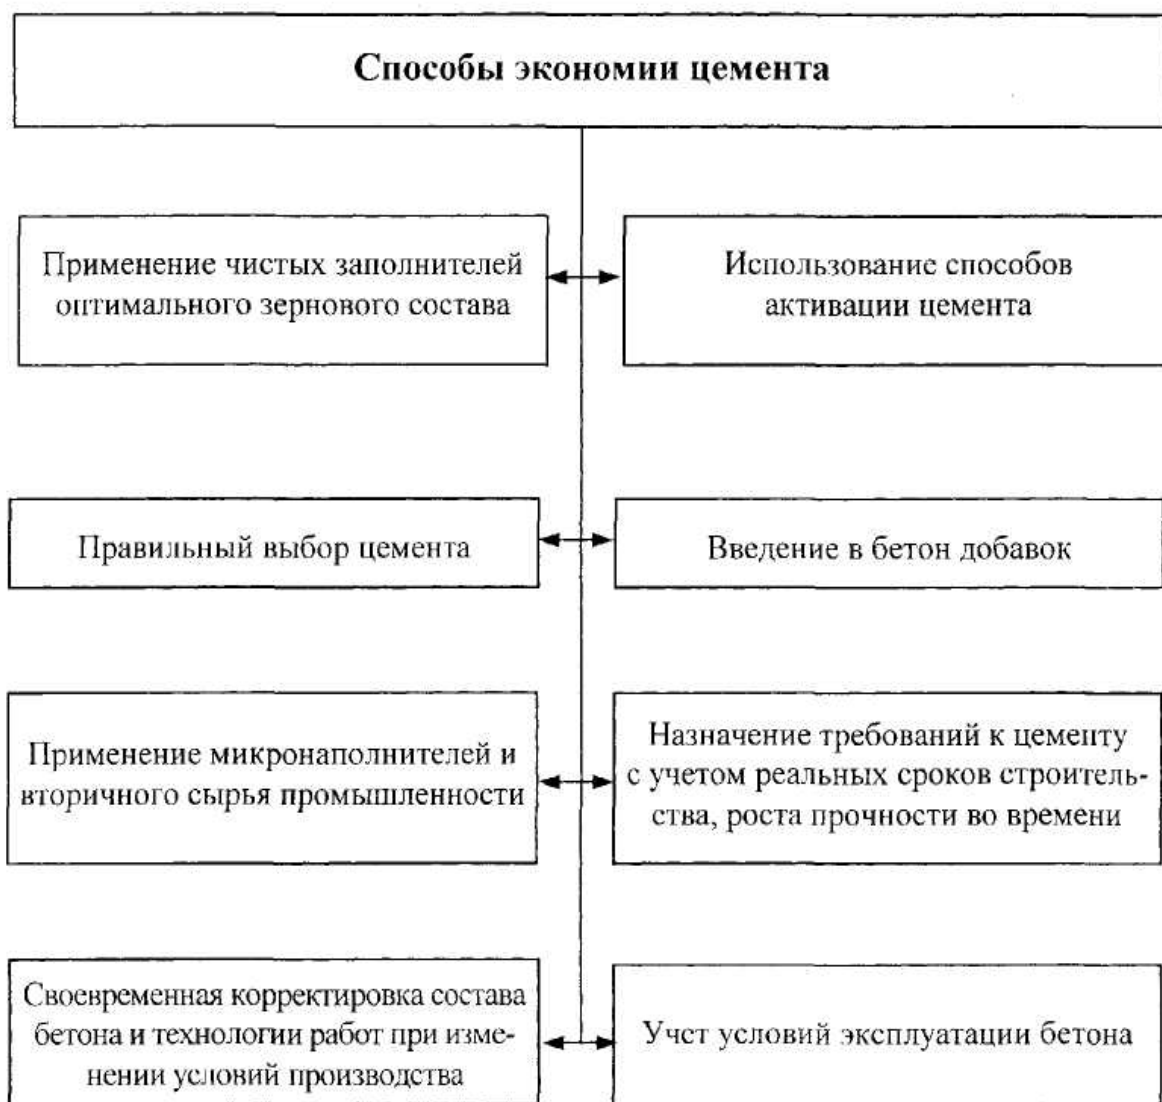 Способы экономии цемента
Применение чистых заполнителей
оптимального зернового состава
Использование способов
активации цемента
Правильный выбор цемента
Введение в бетон добавок
Применение микронаполнителей и
вторичного сырья промышленности
Назначение требований к цементу
с учетом реальных сроков строитель-
ства, роста прочности во времени
Своевременная корректировка состава
бетона и технологии работ при изме-
нении условий производства
Учет условий эксплуатации бетона